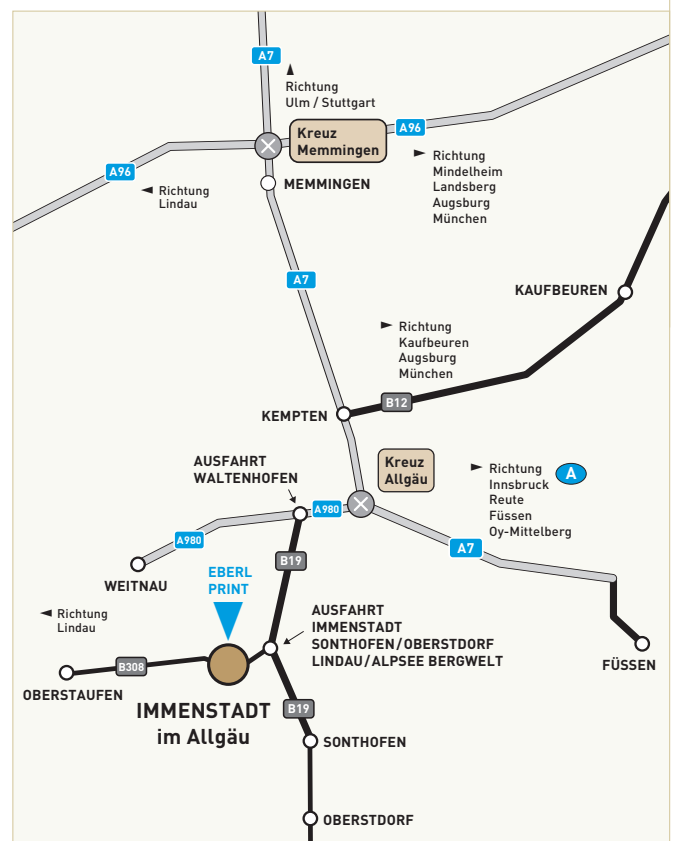 A7
Richtung
Ulm / Stuttgart
Kreuz
Memmingen
A96
A96
Richtung
Lindau
MEMMINGEN
Richtung
Mindelheim
Landsberg
Augsburg
München
A7
KAUFBEUREN
Richtung
Kaufbeuren
Augsburg
München
B12
KEMPTEN
AUSFAHRT
WALTENHOFEN
Kreuz
Allgäu
Richtung
Innsbruck
Reute
Füssen
Oy-Mittelberg
A
A980
A980
A7
WEITNAU
EBERL
PRINT
B19
Richtung
Lindau
AUSFAHRT
IMMENSTADT
SONTHOFEN/OBERSTDORF
LINDAU/ALPSEE BERGWELT
FÜSSEN
B308
OBERSTAUFEN
IMMENSTADT
im Allgäu
B19
SONTHOFEN
OBERSTDORF